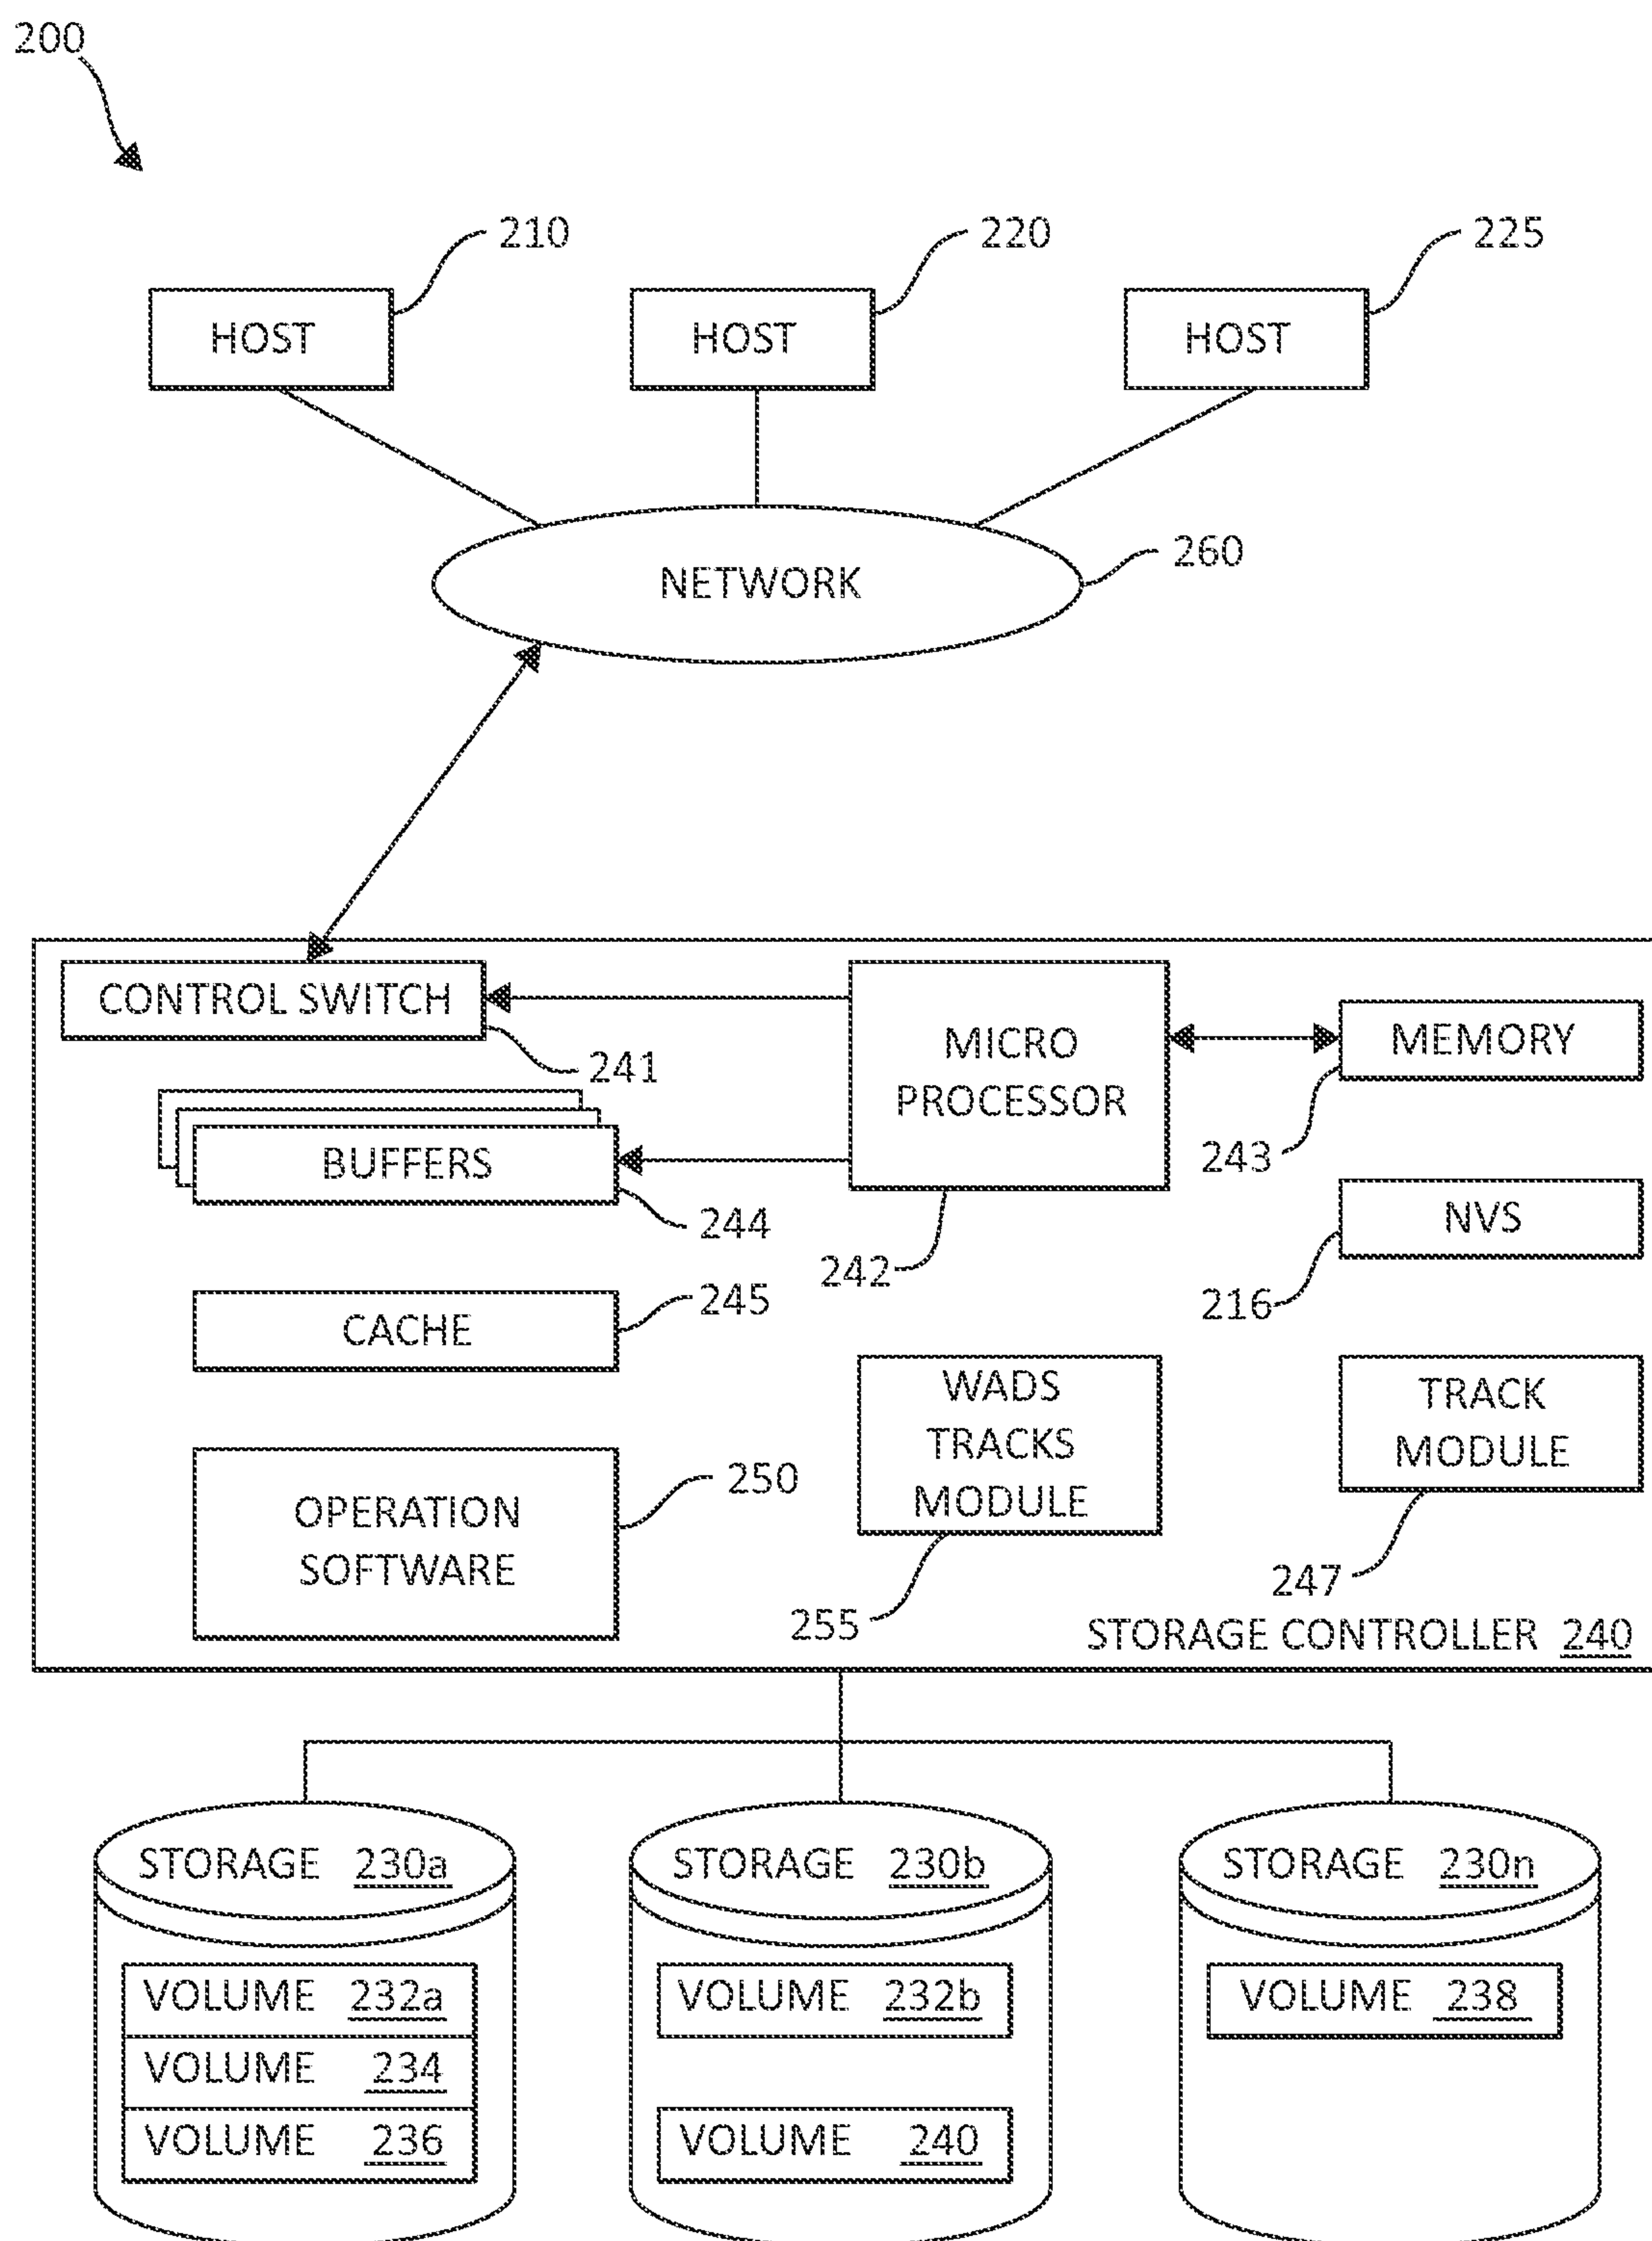 200
210
220
225
HOST
HOST
HOST
260
NETWORK
CONTROL SWITCH
241
MICRO
PROCESSOR
242
MEMORY
243
BUFFERS
244
NVS
216
CACHE
245
WADS
TRACKS
MODULE
255
TRACK
MODULE
247
OPERATION
SOFTWARE
250
STORAGE CONTROLLER 240
STORAGE 230a
VOLUME 232a
VOLUME 234
VOLUME 236
STORAGE 230b
VOLUME 232b
VOLUME 240
STORAGE 230n
VOLUME 238